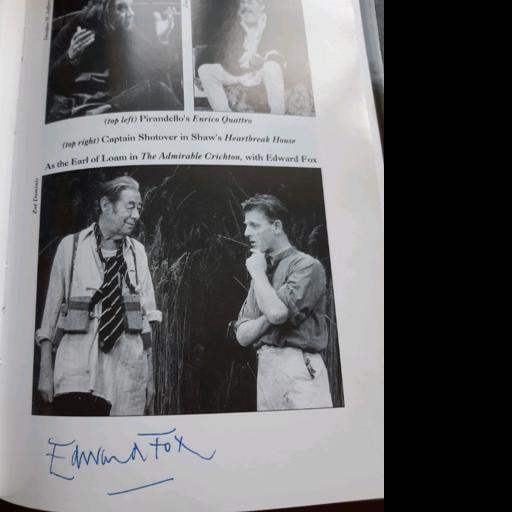 (top left) Pirandello's Enrico Quattro
(top right) Captain Shotover in Shaw's Heartbreak House
As the Earl of Loam in The Admirable Crichton, with Edward Fox
Zoë Dominic
Edward Fox